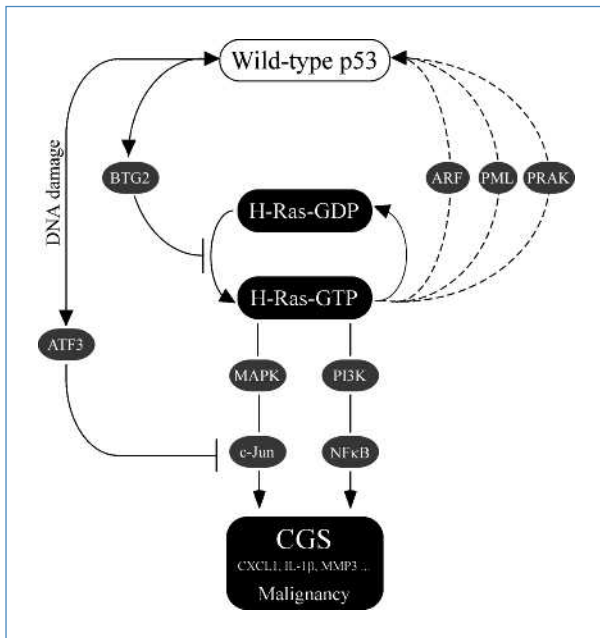 Wild-type p53
DNA damage
BTG2
ARF
PML
PRAK
H-Ras-GDP
H-Ras-GTP
ATF3
MAPK
PI3K
c-Jun
NFκB
CGS
CXCL1, IL-1β, MMP3 ...
Malignancy